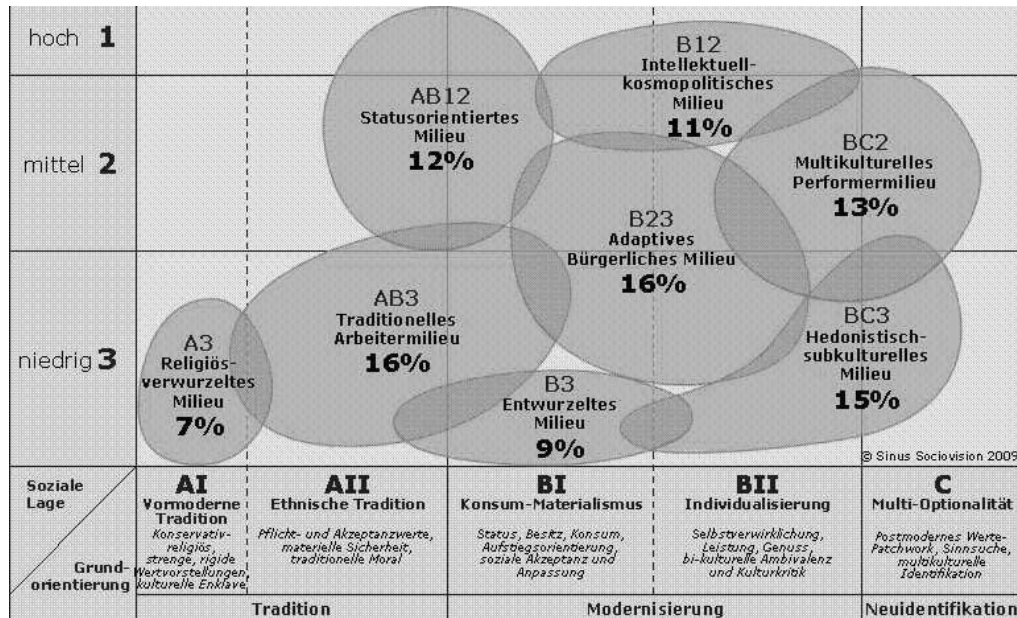 hoch 1
mittel 2
niedrig 3
B12
Intellektuell-
kosmopolitisches
Milieu
11%
AB12
Statusorientiertes
Milieu
12%
BC2
Multikulturelles
Performermilieu
13%
B23
Adaptives
Bürgerliches Milieu
16%
AB3
Traditionelles
Arbeitermilieu
16%
A3
Religiös-
verwurzeltes
Milieu
7%
BC3
Hedonistisch-
subkulturelles
Milieu
15%
B3
Entwurzeltes
Milieu
9%
© Sinus Sociovision 2009
Soziale
Lage
Grund-
orientierung
AI
Vormoderne
Tradition
Konservativ-
religiös,
strenge, rigide
Wertvorstellungen,
kulturelle Enklave
AII
Ethnische Tradition
Pflicht- und Akzeptanzwerte,
materielle Sicherheit,
traditionelle Moral
BI
Konsum-Materialismus
Status, Besitz, Konsum,
Aufstiegsorientierung,
soziale Akzeptanz und
Anpassung
BII
Individualisierung
Selbstverwirklichung,
Leistung, Genuss,
bi-kulturelle Ambivalenz
und Kulturkritik
C
Multi-Optionalität
Postmodernes Werte-
Patchwork, Sinnsuche,
multikulturelle
Identifikation
Tradition
Modernisierung
Neuidentifikation